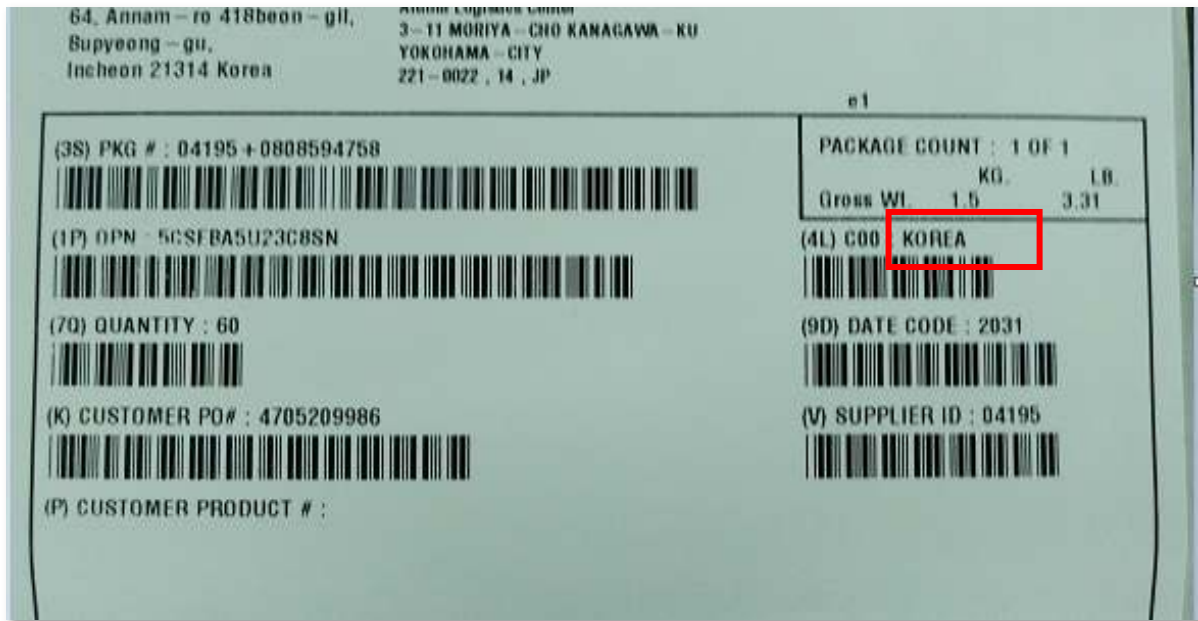 64, Annam-ro 418beon-gil,
Bupyeong-gu,
Incheon 21314 Korea
Logistics Center
3-11 MORIYA-CHO KANAGAWA-KU
YOKOHAMA-CITY
221-0022 , 14 , JP
e1
(3S) PKG # : 04195+0808594758
PACKAGE COUNT : 1 OF 1
KG. LB.
Gross Wt. 1.5 3.31
(1P) OPN : 5CSEBA5U23C8SN
(4L) COO : KOREA
(7Q) QUANTITY : 60
(9D) DATE CODE : 2031
(K) CUSTOMER PO# : 4705209986
(V) SUPPLIER ID : 04195
(P) CUSTOMER PRODUCT # :